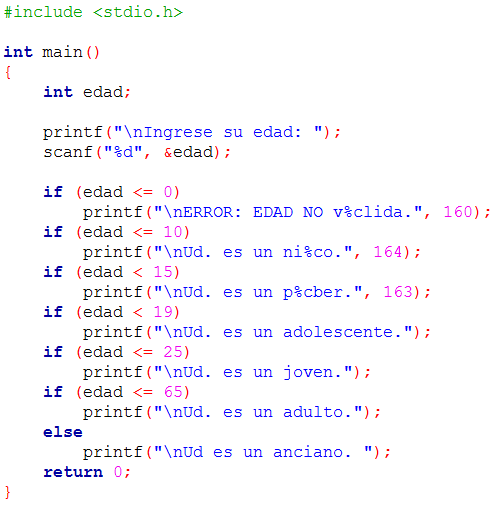 #include <stdio.h>
int main()
{
int edad;
printf("\nIngrese su edad: ");
scanf("%d", &edad);
if (edad <= 0)
printf("\nERROR: EDAD NO v%clida.", 160);
if (edad <= 10)
printf("\nUd. es un ni%co.", 164);
if (edad < 15)
printf("\nUd. es un p%cber.", 163);
if (edad < 19)
printf("\nUd. es un adolescente.");
if (edad <= 25)
printf("\nUd. es un joven.");
if (edad <= 65)
printf("\nUd. es un adulto.");
else
printf("\nUd es un anciano. ");
return 0;
}